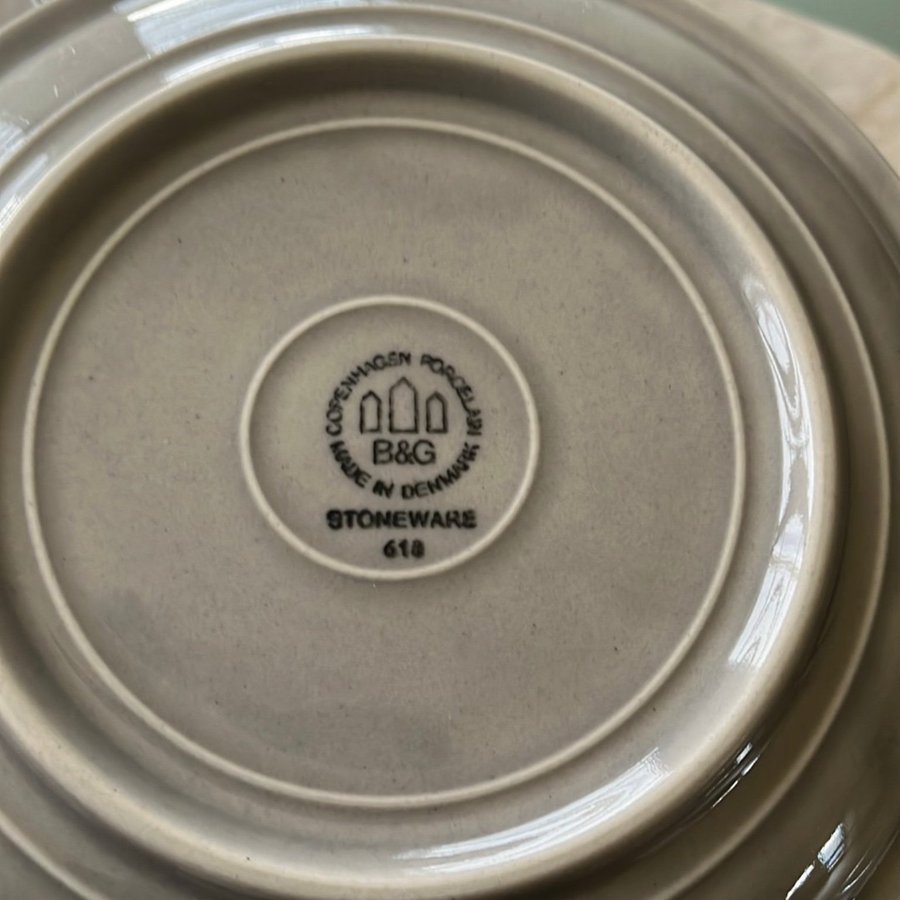 COPENHAGEN PORCELAIN
B&G
MADE IN DENMARK
STONEWARE
618